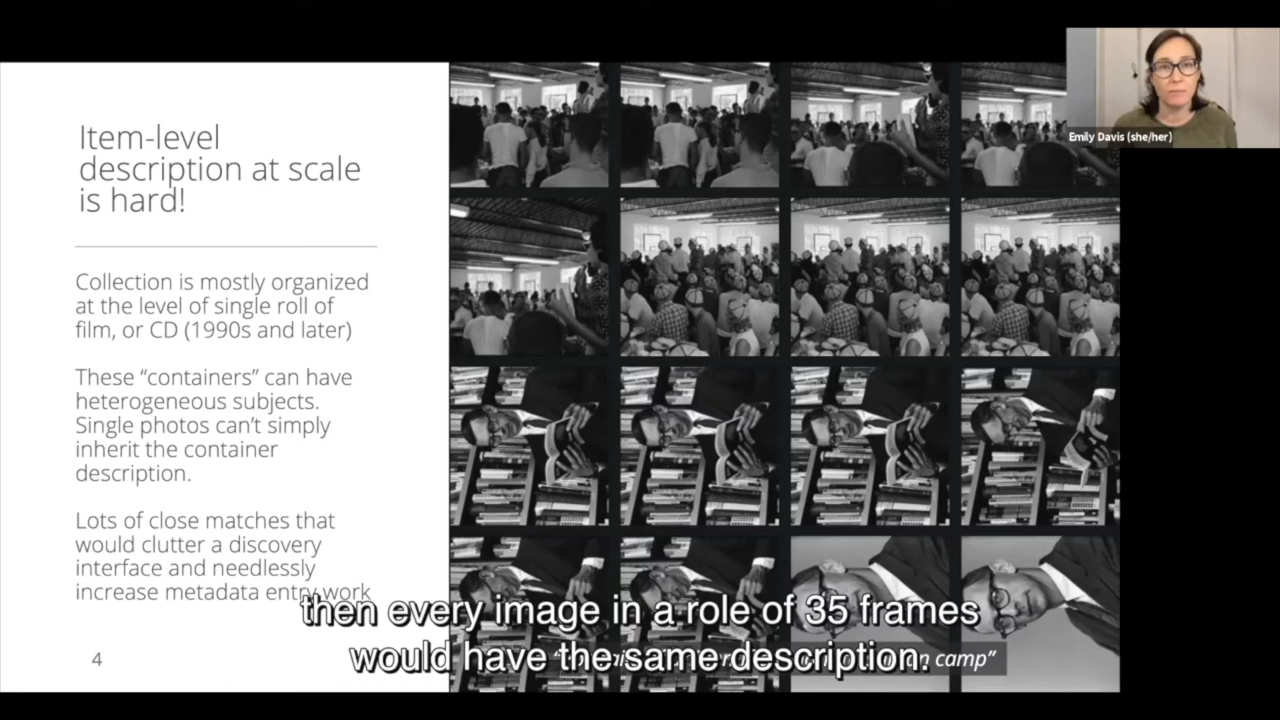 Item-level
description at scale
is hard!
Collection is mostly organized
at the level of single roll of
film, or CD (1990s and later)
These “containers” can have
heterogeneous subjects.
Single photos can’t simply
inherit the container
description.
Lots of close matches that
would clutter a discovery
interface and needlessly
increase metadata entry work
4
Emily Davis (she/her)
then every image in a role of 35 frames
would have the same description.
camp”